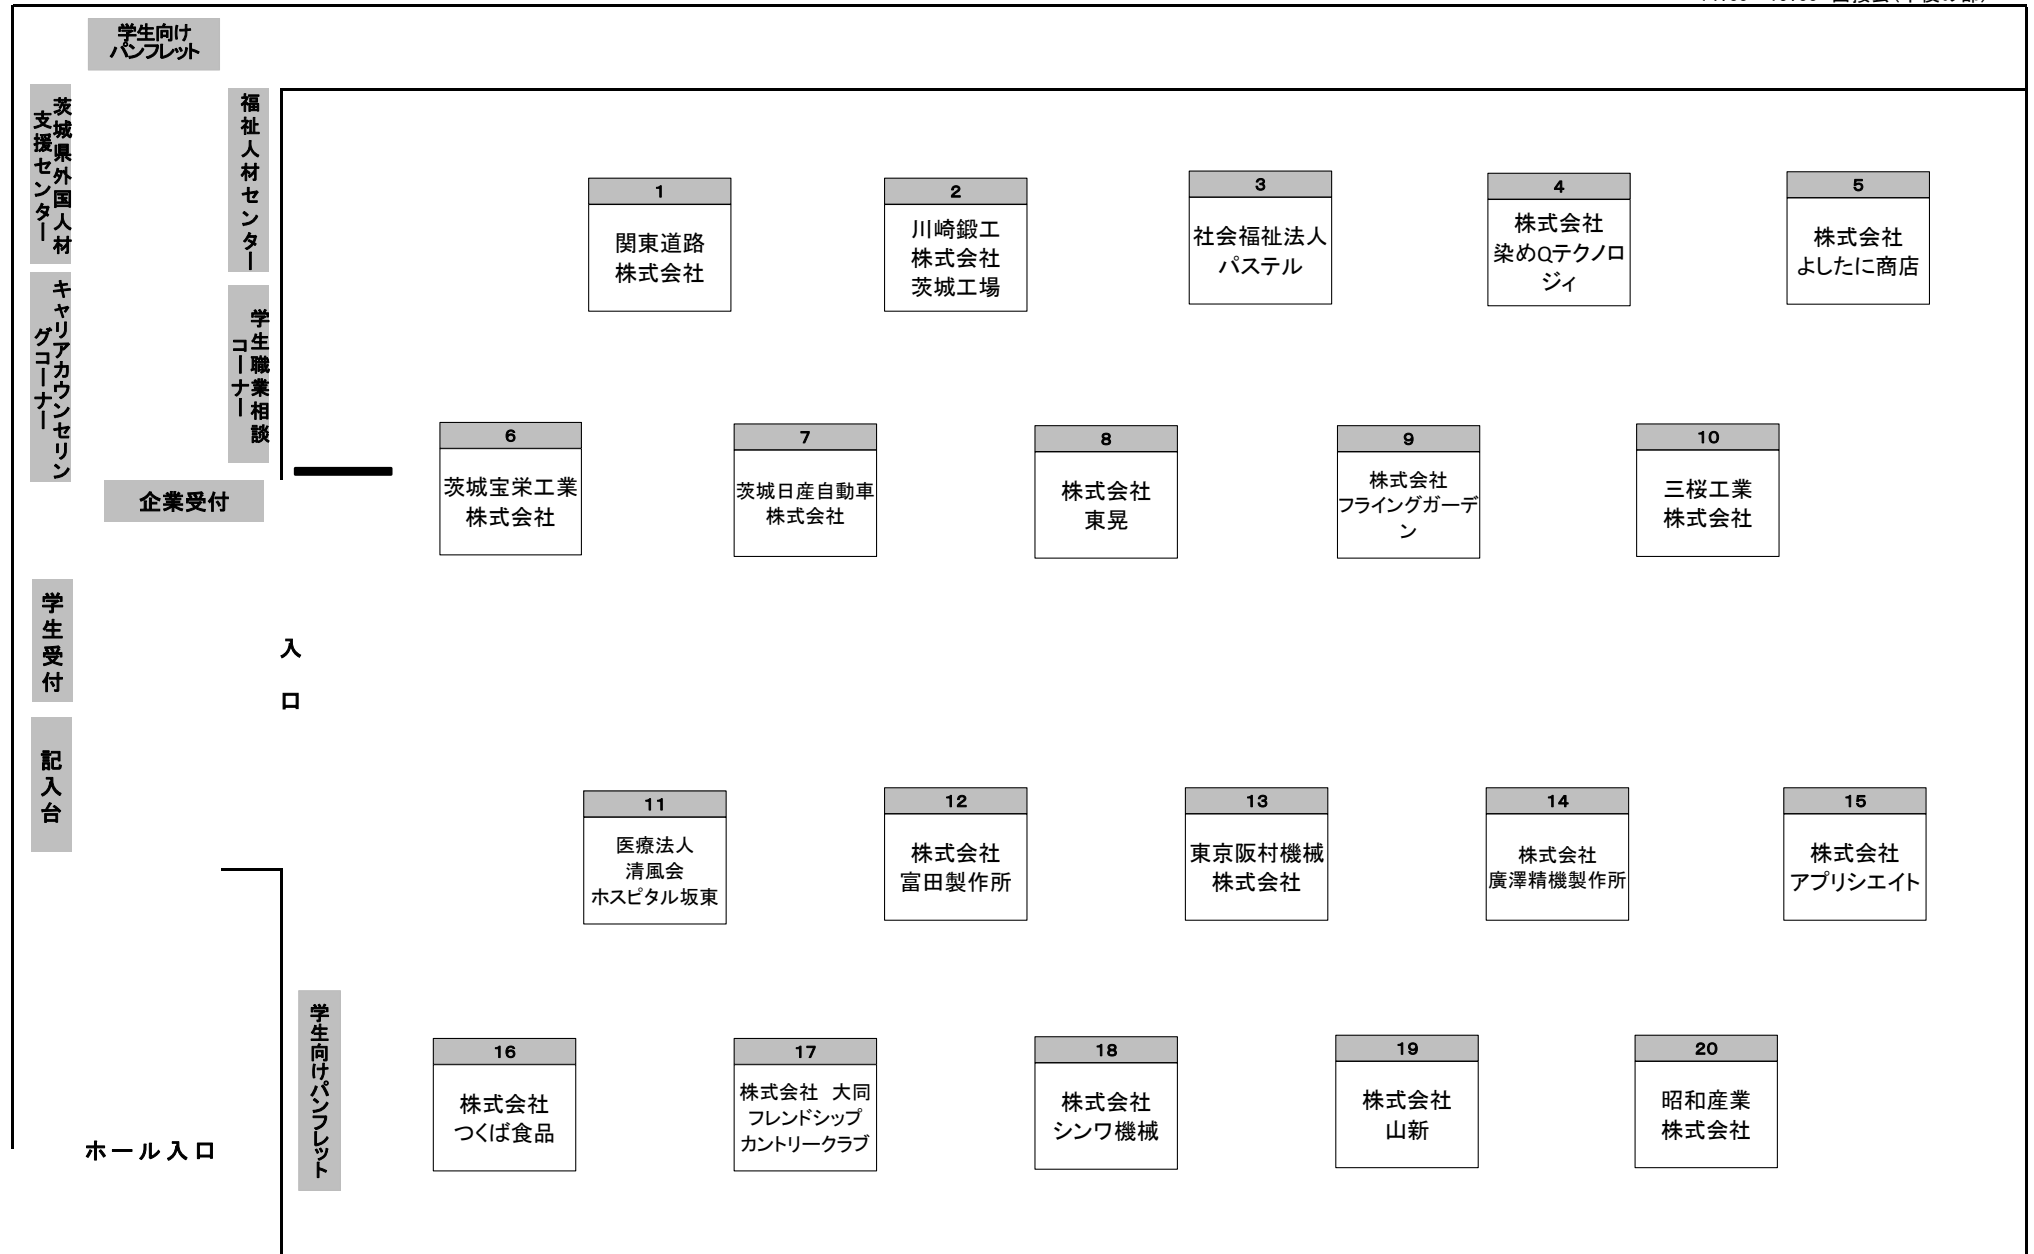 学生向け
パンフレット
茨城県外国人材
支援センター
福祉人材センター
キャリアカウンセリン
グコーナー
学生職業相談
コーナー
企業受付
学生受付
記入台
入
口
ホール入口
学生向けパンフレット
1
関東道路
株式会社
2
川崎鍛工
株式会社
茨城工場
3
社会福祉法人
パステル
4
株式会社
染めQテクノロ
ジィ
5
株式会社
よしたに商店
6
茨城宝栄工業
株式会社
7
茨城日産自動車
株式会社
8
株式会社
東晃
9
株式会社
フライングガーデ
ン
10
三桜工業
株式会社
11
医療法人
清風会
ホスピタル坂東
12
株式会社
富田製作所
13
東京阪村機械
株式会社
14
株式会社
廣澤精機製作所
15
株式会社
アプリシエイト
16
株式会社
つくば食品
17
株式会社　大同
フレンドシップ
カントリークラブ
18
株式会社
シンワ機械
19
株式会社
山新
20
昭和産業
株式会社